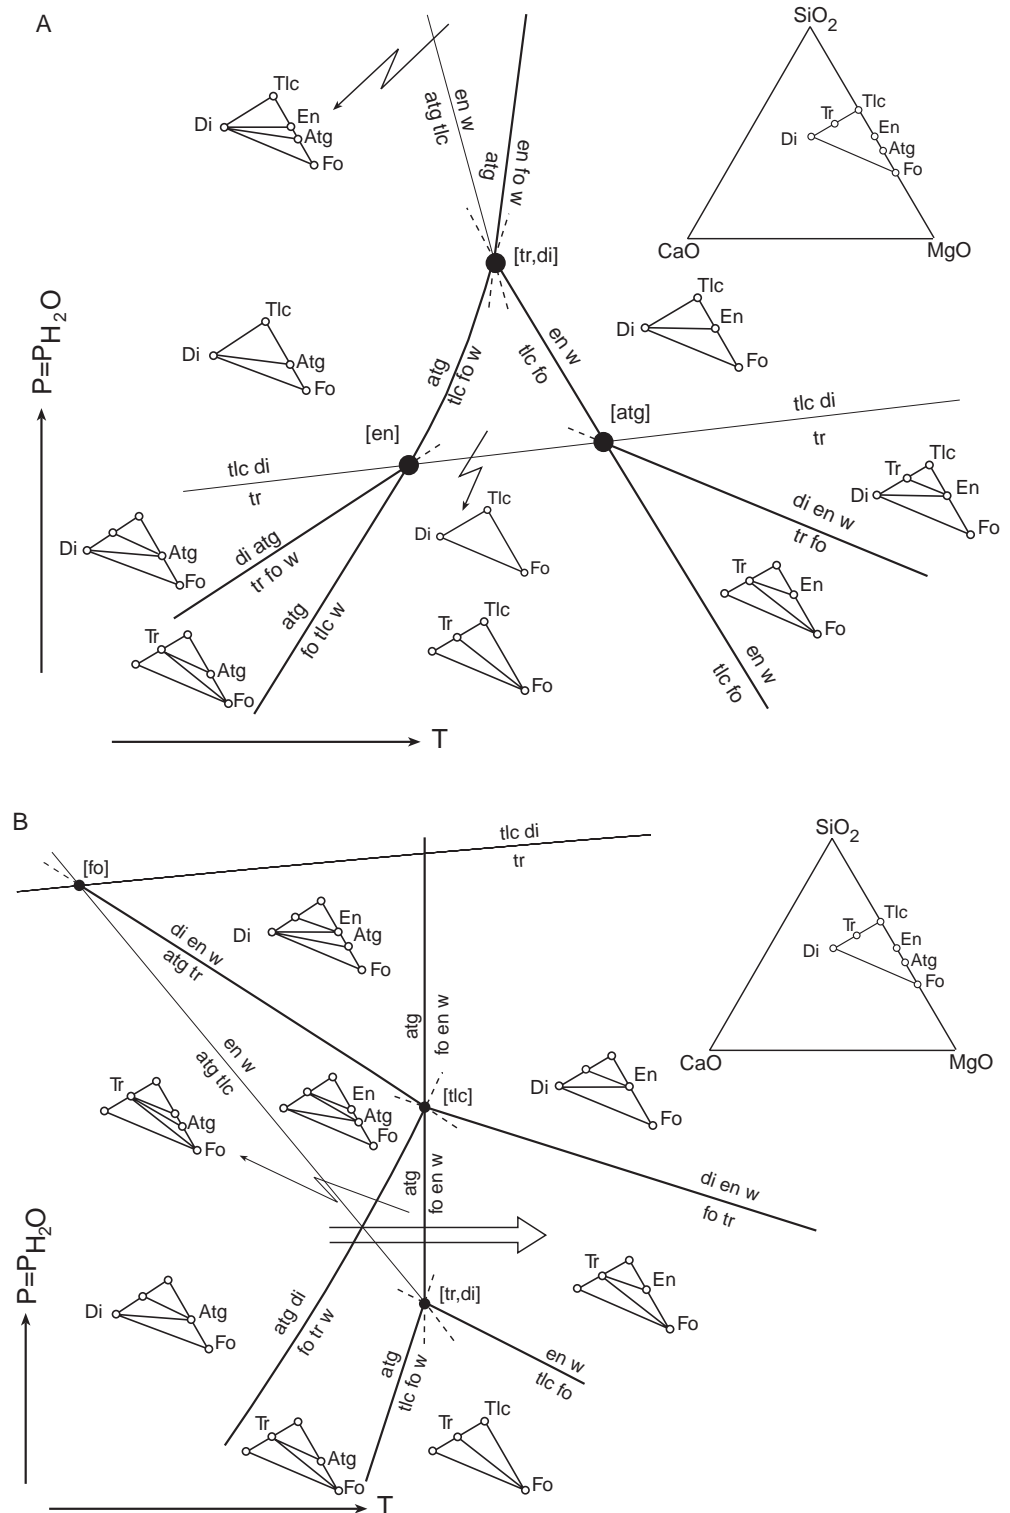 A
SiO2
Tlc
En
Di
Atg
Fo
en w
atg tlc
en fo w
atg
Tlc
Tr
En
Di
Atg
Fo
CaO
MgO
[tr,di]
P=PH2O
Tlc
Di
Atg
Fo
Tlc
En
Di
Fo
en w
tlc fo
atg
tlc fo w
[en]
[atg]
tlc di
tr
tlc di
tr
Tlc
Tr
Di
En
Fo
Tlc
Di
Fo
di en w
tr fo
Di
Atg
Fo
di atg
tr fo w
atg
fo tlc w
Tr
En
Fo
Tr
Tlc
Fo
Tr
Atg
Fo
en w
tlc fo
T
B
tlc di
tr
SiO2
[fo]
Tlc
Tr
En
Di
Atg
Fo
CaO
MgO
di en w
atg tr
En
Di
Atg
Fo
atg
fo en w
en w
atg tlc
Tr
Atg
Fo
En
Atg
Fo
[tlc]
Di
En
Fo
atg
fo en w
di en w
fo tr
P=PH2O
Di
Atg
Fo
atg di
fo tr w
[tr,di]
Tr
En
Fo
atg
tlc fo w
en w
tlc fo
Tr
Atg
Fo
Tr
Tlc
Fo
T